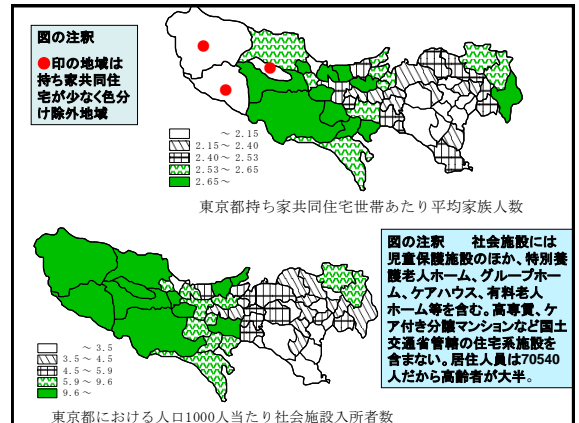 図の注釈
●印の地域は
持ち家共同住
宅が少なく色分
け除外地域
～2.15
2.15～2.40
2.40～2.53
2.53～2.65
2.65～
東京都持ち家共同住宅世帯あたり平均家族人数
図の注釈　社会施設には
児童保護施設のほか、特別養
護老人ホーム、グループホー
ム、ケアハウス、有料老人
ホーム等を含む。高専賃、ケ
ア付き分譲マンションなど国土
交通省管轄の住宅系施設を
含まない。居住人員は70540
人だから高齢者が大半。
～3.5
3.5～4.5
4.5～5.9
5.9～9.6
9.6～
東京都における人口1000人当たり社会施設入所者数